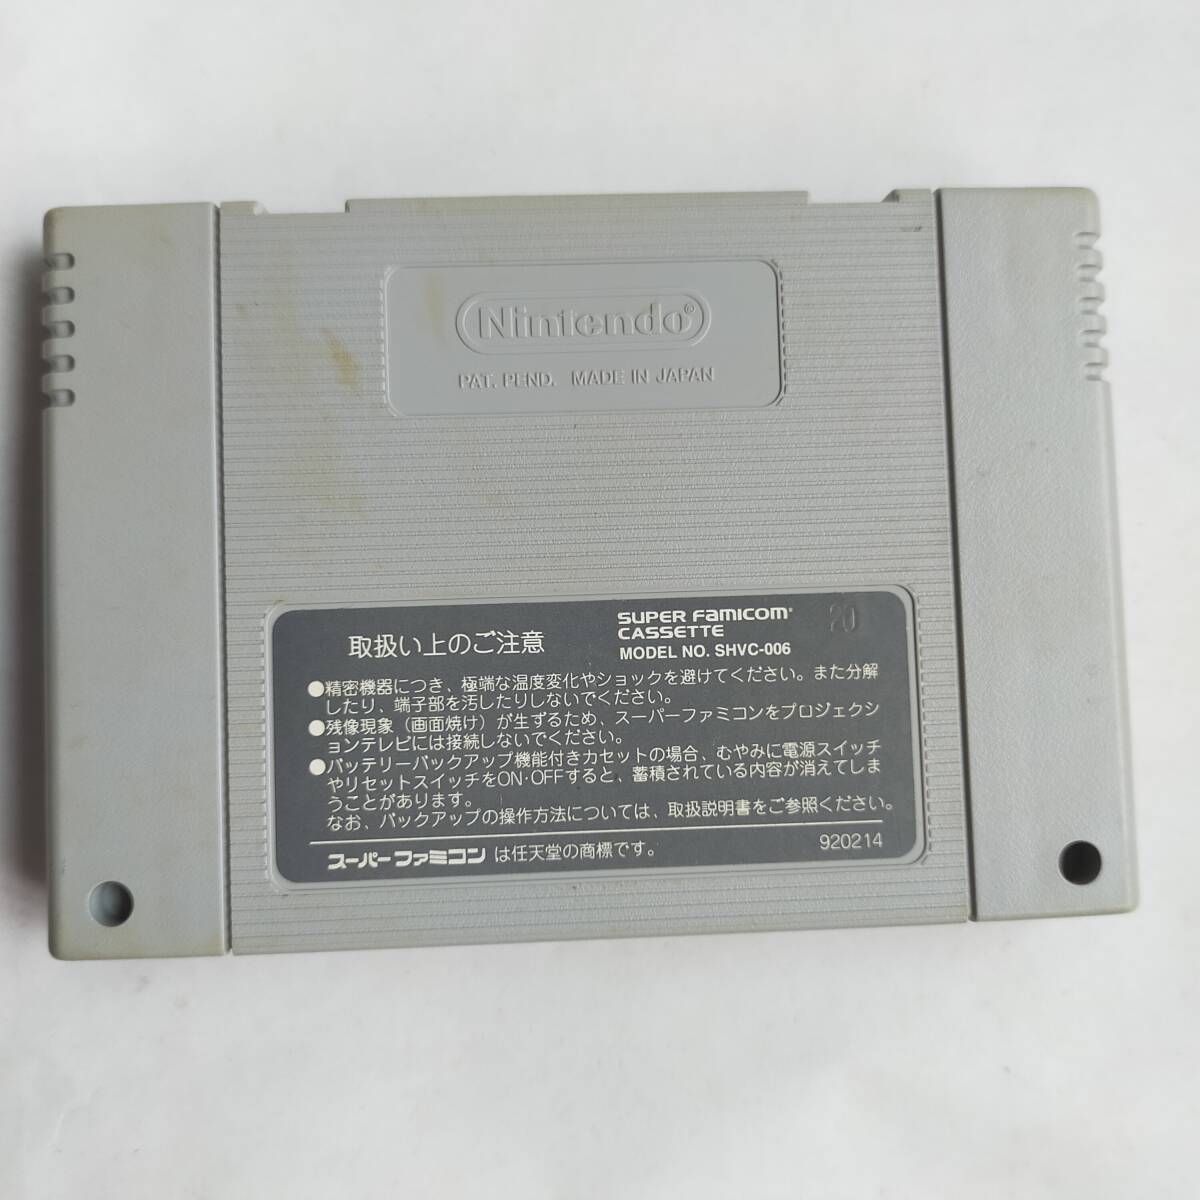 Nintendo®
PAT. PEND. MADE IN JAPAN
取扱い上のご注意
SUPER FAMICOM®
CASSETTE
MODEL NO. SHVC-006
20
●精密機器につき、極端な温度変化やショックを避けてください。また分解
したり、端子部を汚したりしないでください。
●残像現象（画面焼け）が生ずるため、スーパーファミコンをプロジェクシ
ョンテレビには接続しないでください。
●バッテリーバックアップ機能付きカセットの場合、むやみに電源スイッチ
やリセットスイッチをON·OFFすると、蓄積されている内容が消えてしま
うことがあります。
なお、バックアップの操作方法については、取扱説明書をご参照ください。
スーパーファミコンは任天堂の商標です。
920214